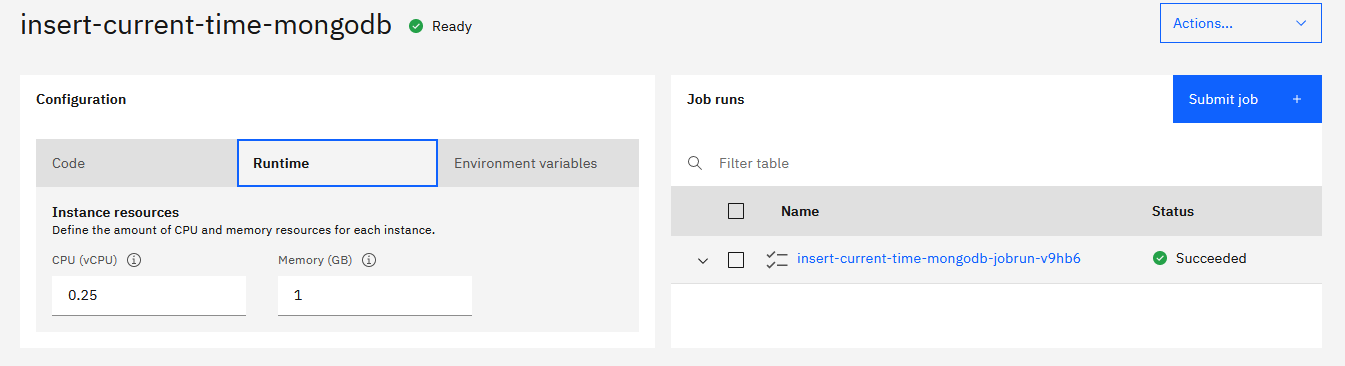 insert-current-time-mongodb
Ready
Actions...
Configuration
Code
Runtime
Environment variables
Instance resources
Define the amount of CPU and memory resources for each instance.
CPU (vCPU)
Memory (GB)
0.25
1
Job runs
Submit job +
Filter table
Name
Status
insert-current-time-mongodb-jobrun-v9hb6
Succeeded